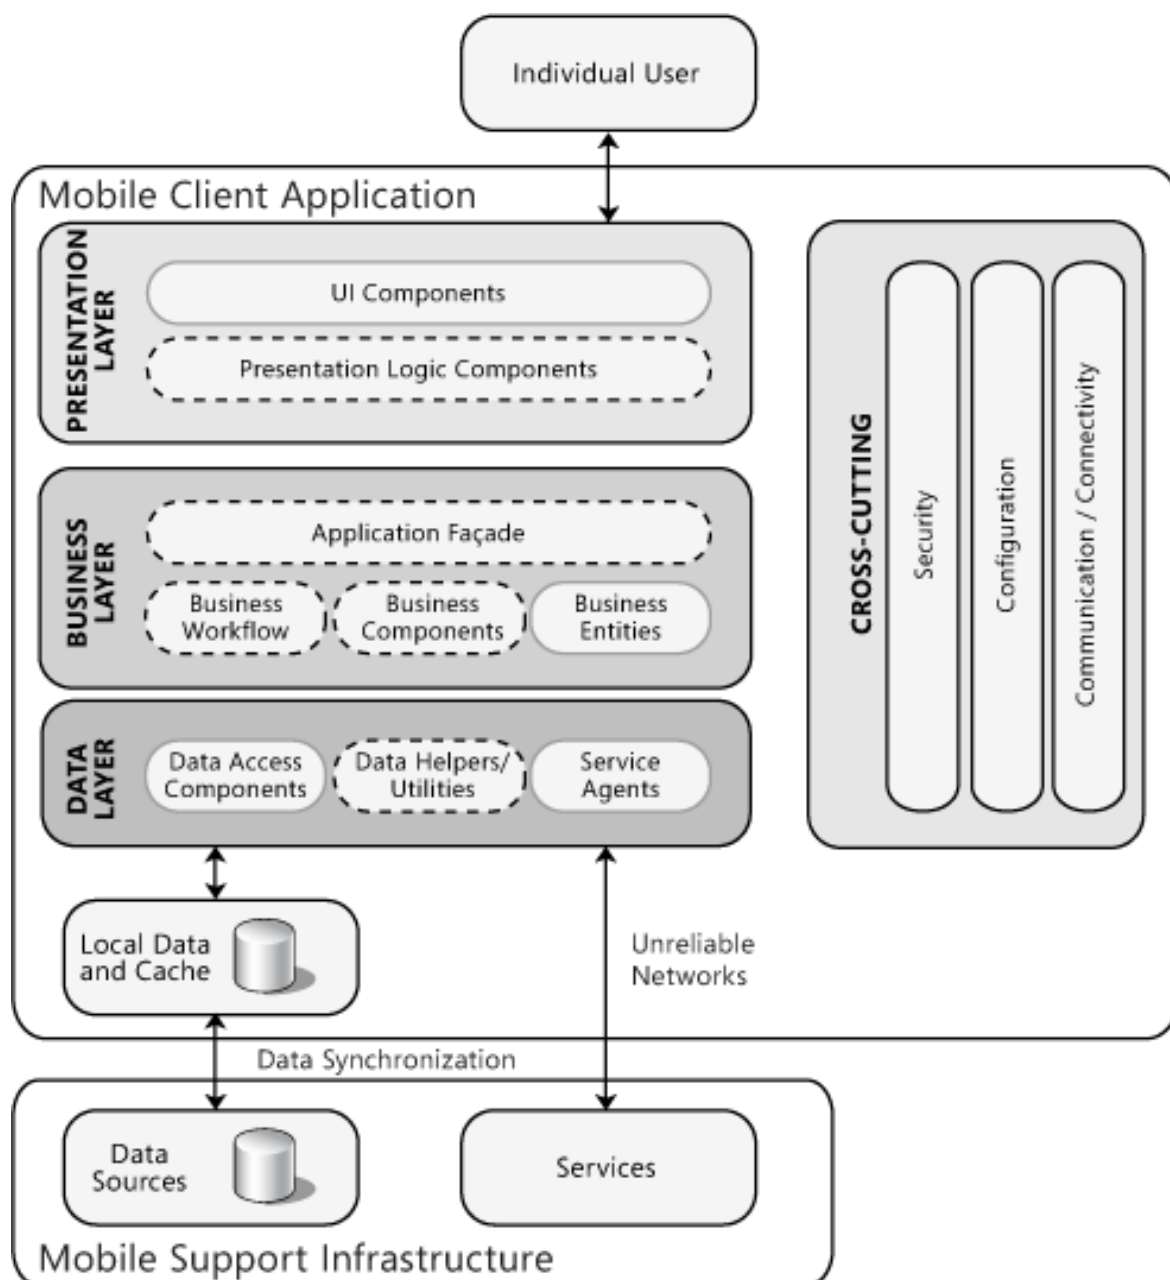 Individual User
Mobile Client Application
PRESENTATION
LAYER
UI Components
Presentation Logic Components
BUSINESS
LAYER
Application Façade
Business
Workflow
Business
Components
Business
Entities
DATA
LAYER
Data Access
Components
Data Helpers/
Utilities
Service
Agents
CROSS-CUTTING
Security
Configuration
Communication / Connectivity
Local Data
and Cache
Unreliable
Networks
Data Synchronization
Data
Sources
Services
Mobile Support Infrastructure